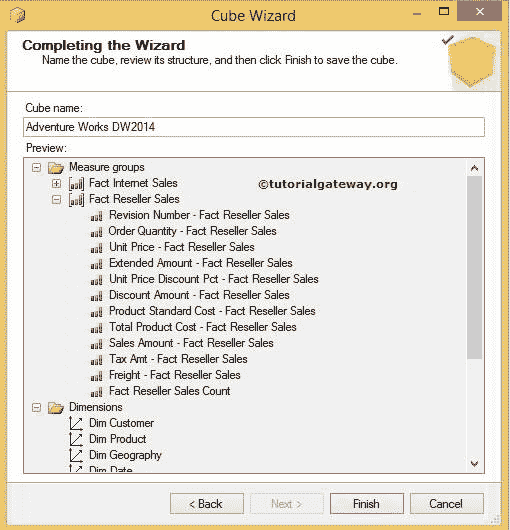 Cube Wizard
Completing the Wizard
Name the cube, review its structure, and then click Finish to save the cube.
Cube name:
Adventure Works DW2014
Preview:
Measure groups
Fact Internet Sales
©tutorialgateway.org
Fact Reseller Sales
Revision Number - Fact Reseller Sales
Order Quantity - Fact Reseller Sales
Unit Price - Fact Reseller Sales
Extended Amount - Fact Reseller Sales
Unit Price Discount Pct - Fact Reseller Sales
Discount Amount - Fact Reseller Sales
Product Standard Cost - Fact Reseller Sales
Total Product Cost - Fact Reseller Sales
Sales Amount - Fact Reseller Sales
Tax Amt - Fact Reseller Sales
Freight - Fact Reseller Sales
Fact Reseller Sales Count
Dimensions
Dim Customer
Dim Product
Dim Geography
Dim Date
< Back
Next >
Finish
Cancel